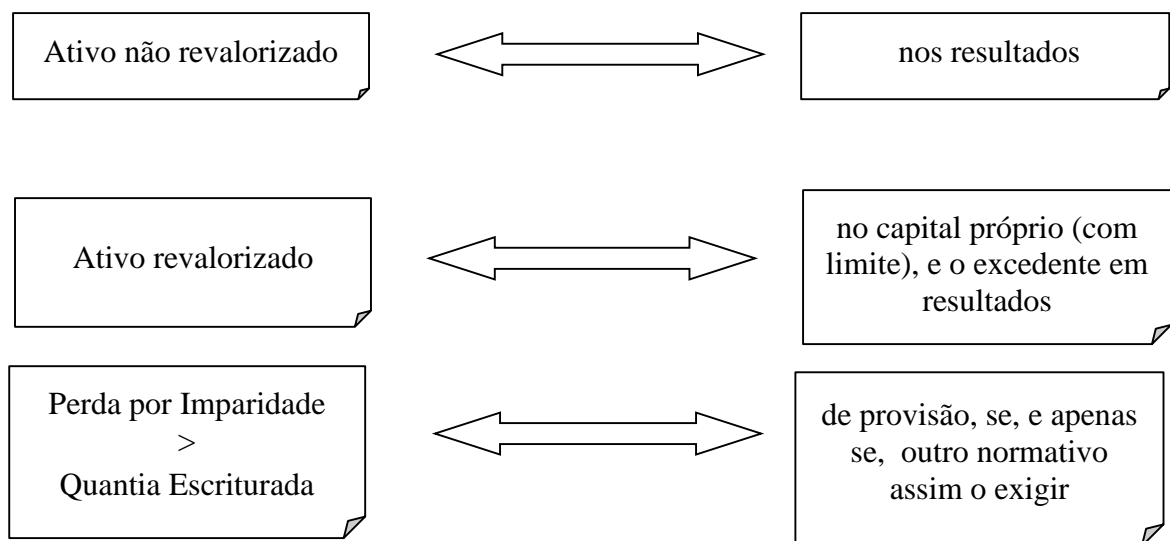 Ativo não revalorizado
nos resultados
Ativo revalorizado
no capital próprio (com
limite), e o excedente em
resultados
Perda por Imparidade
>
Quantia Escriturada
de provisão, se, e apenas
se, outro normativo
assim o exigir